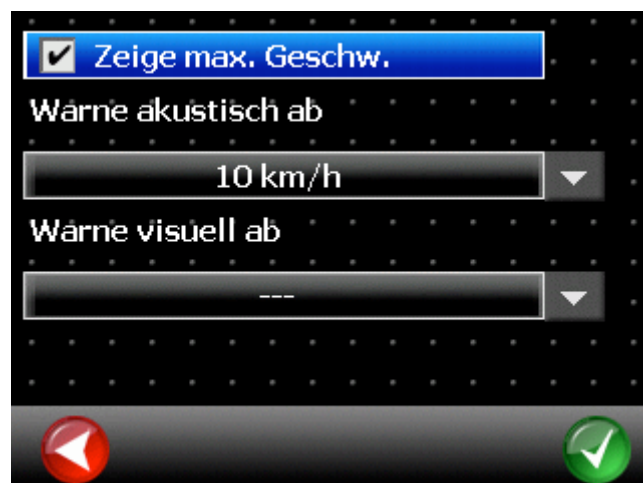 Zeige max. Geschw.
Warne akustisch ab
10 km/h
Warne visuell ab
---